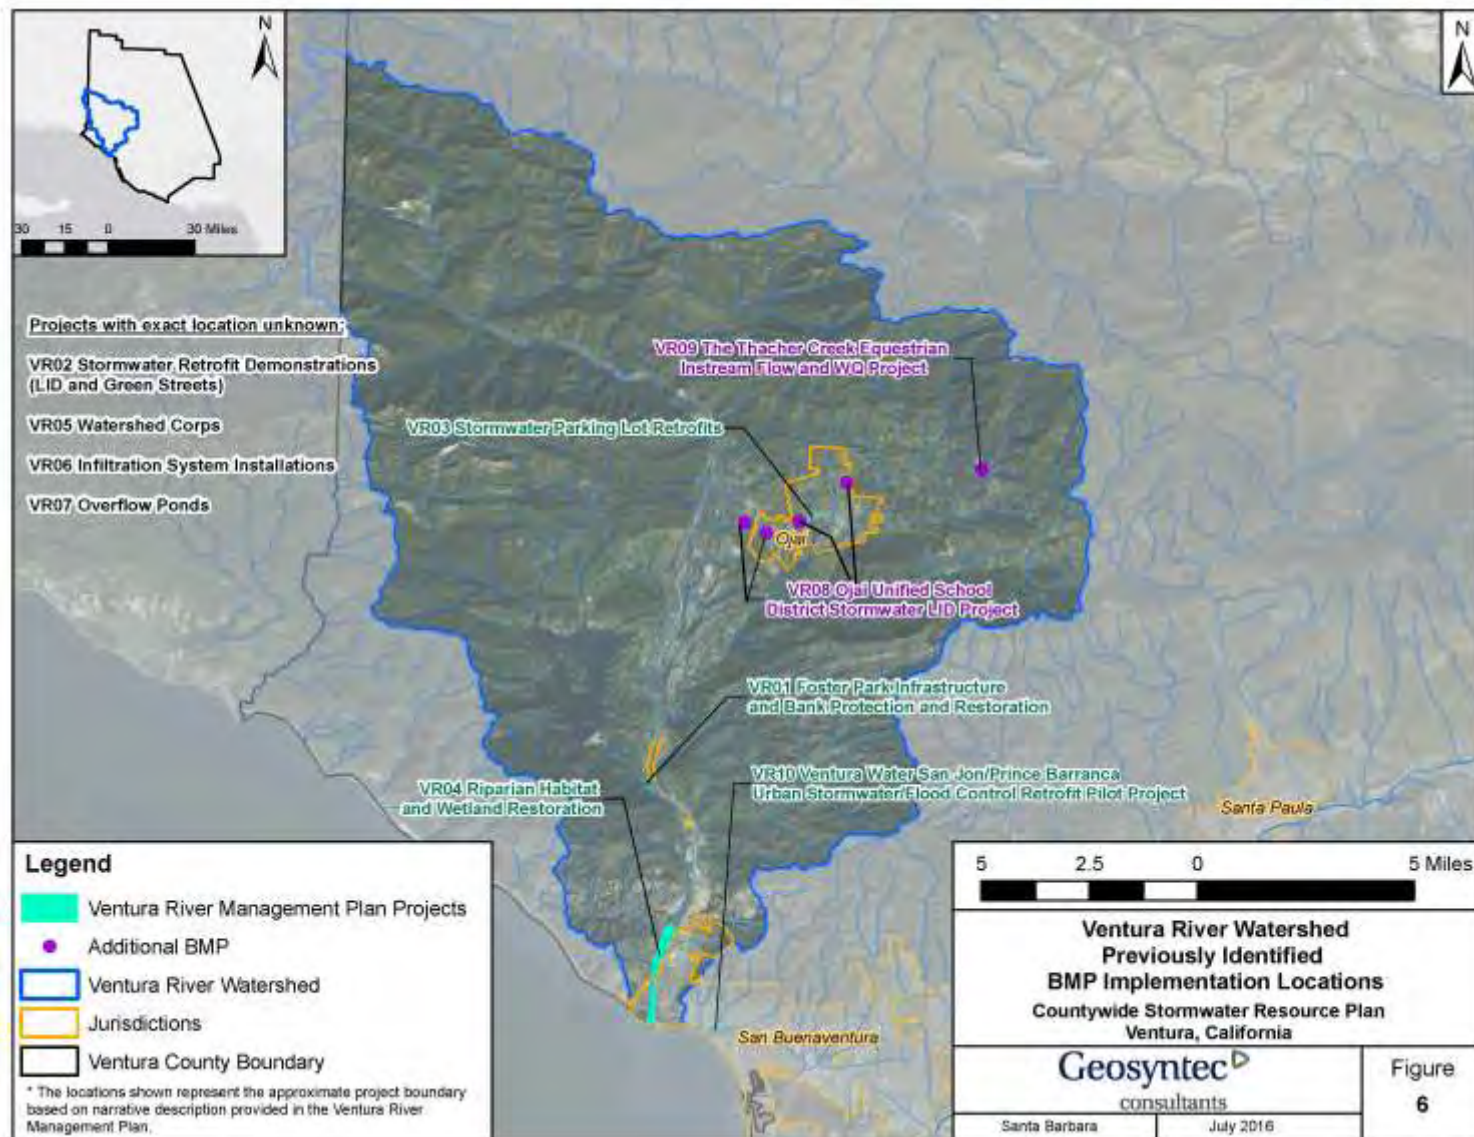 N
30 15 0 30 Miles
N
Projects with exact location unknown:
VR02 Stormwater Retrofit Demonstrations
(LID and Green Streets)
VR05 Watershed Corps
VR06 Infiltration System Installations
VR07 Overflow Ponds
VR09 The Thacher Creek Equestrian
Instream Flow and WQ Project
VR03 Stormwater Parking Lot Retrofits
Ojai
VR08 Ojai Unified School
District Stormwater LID Project
VR01 Foster Park Infrastructure
and Bank Protection and Restoration
VR04 Riparian Habitat
and Wetland Restoration
VR10 Ventura Water San Jon/Prince Barranca
Urban Stormwater/Flood Control Retrofit Pilot Project
Santa Paula
San Buenaventura
Legend
Ventura River Management Plan Projects
Additional BMP
Ventura River Watershed
Jurisdictions
Ventura County Boundary
* The locations shown represent the approximate project boundary
based on narrative description provided in the Ventura River
Management Plan.
5 2.5 0 5 Miles
Ventura River Watershed
Previously Identified
BMP Implementation Locations
Countywide Stormwater Resource Plan
Ventura, California
Geosyntec
consultants
Santa Barbara July 2016
Figure
6